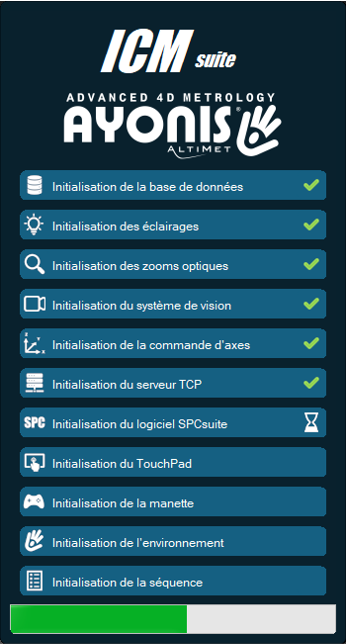 ICM suite
ADVANCED 4D METROLOGY
AYONIS®
ALTIMET
Initialisation de la base de données
Initialisation des éclairages
Initialisation des zooms optiques
Initialisation du système de vision
Initialisation de la commande d'axes
Initialisation du serveur TCP
SPC Initialisation du logiciel SPCsuite
Initialisation du TouchPad
Initialisation de la manette
Initialisation de l'environnement
Initialisation de la séquence